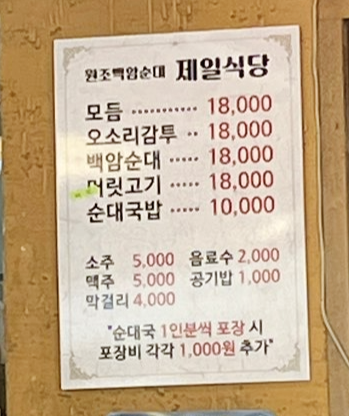 원조백암순대 제일식당
모듬 ··········· 18,000
오소리감투 ·· 18,000
백암순대 ····· 18,000
머릿고기 ····· 18,000
순대국밥 ····· 10,000
소주 5,000 음료수 2,000
맥주 5,000 공기밥 1,000
막걸리 4,000
"순대국 1인분씩 포장 시
포장비 각각 1,000원 추가"